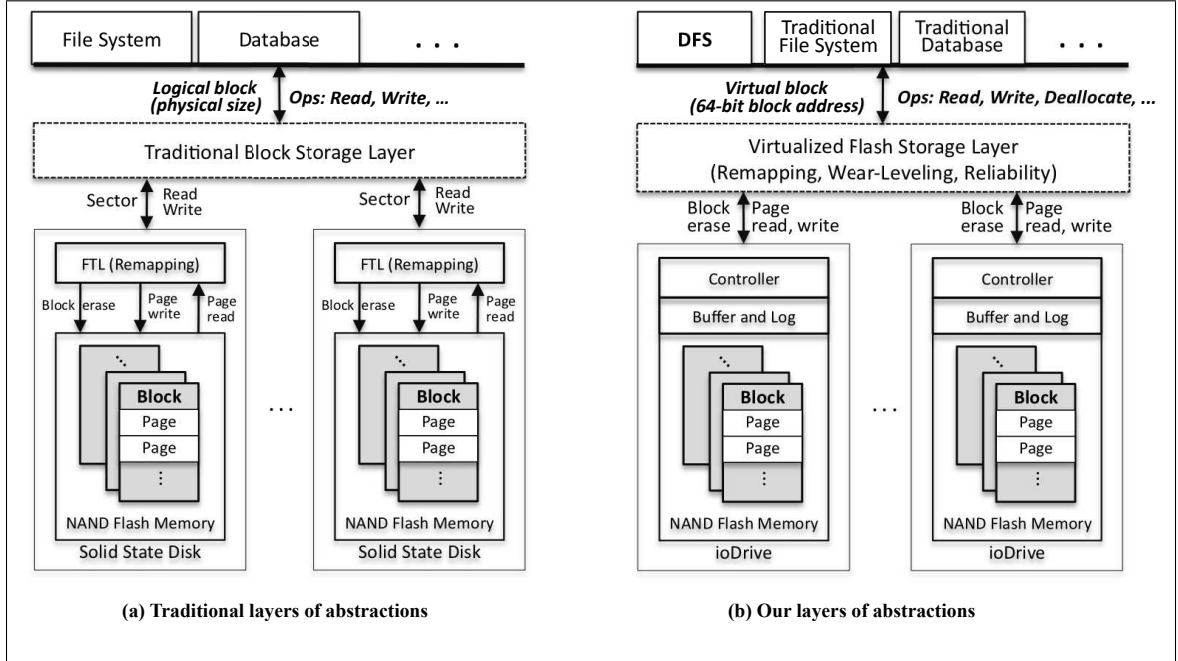 File System
Database
. . .
Logical block
(physical size)
Ops: Read, Write, ...
Traditional Block Storage Layer
Sector
Read
Write
Sector
Read
Write
FTL (Remapping)
Block erase
Page
write
Page
read
Block
Page
Page
NAND Flash Memory
Solid State Disk
. . .
FTL (Remapping)
Block erase
Page
write
Page
read
Block
Page
Page
NAND Flash Memory
Solid State Disk
(a) Traditional layers of abstractions
DFS
Traditional
File System
Traditional
Database
. . .
Virtual block
(64-bit block address)
Ops: Read, Write, Deallocate, ...
Virtualized Flash Storage Layer
(Remapping, Wear-Leveling, Reliability)
Block
erase
Page
read, write
Block
erase
Page
read, write
Controller
Buffer and Log
Block
Page
Page
NAND Flash Memory
ioDrive
. . .
Controller
Buffer and Log
Block
Page
Page
NAND Flash Memory
ioDrive
(b) Our layers of abstractions